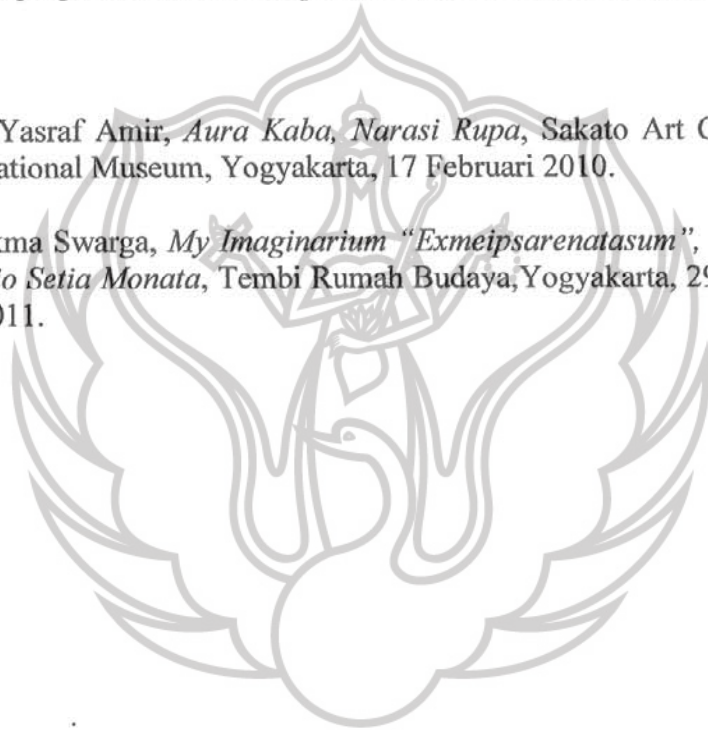 Yasraf Amir, Aura Kaba, Narasi Rupa, Sakato Art
ational Museum, Yogyakarta, 17 Februari 2010.
kma Swarga, My Imaginarium “Exmeipsarenatasum”,
o Setia Monata, Tembi Rumah Budaya,Yogyakarta, 29
011.